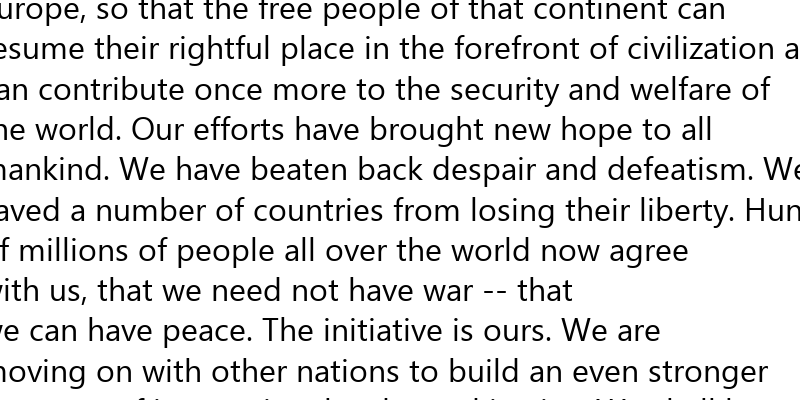 urope, so that the free people of that continent can
esume their rightful place in the forefront of civilization a
an contribute once more to the security and welfare of
he world. Our efforts have brought new hope to all
mankind. We have beaten back despair and defeatism. We
aved a number of countries from losing their liberty. Hun
f millions of people all over the world now agree
with us, that we need not have war -- that
we can have peace. The initiative is ours. We are
moving on with other nations to build an even stronger